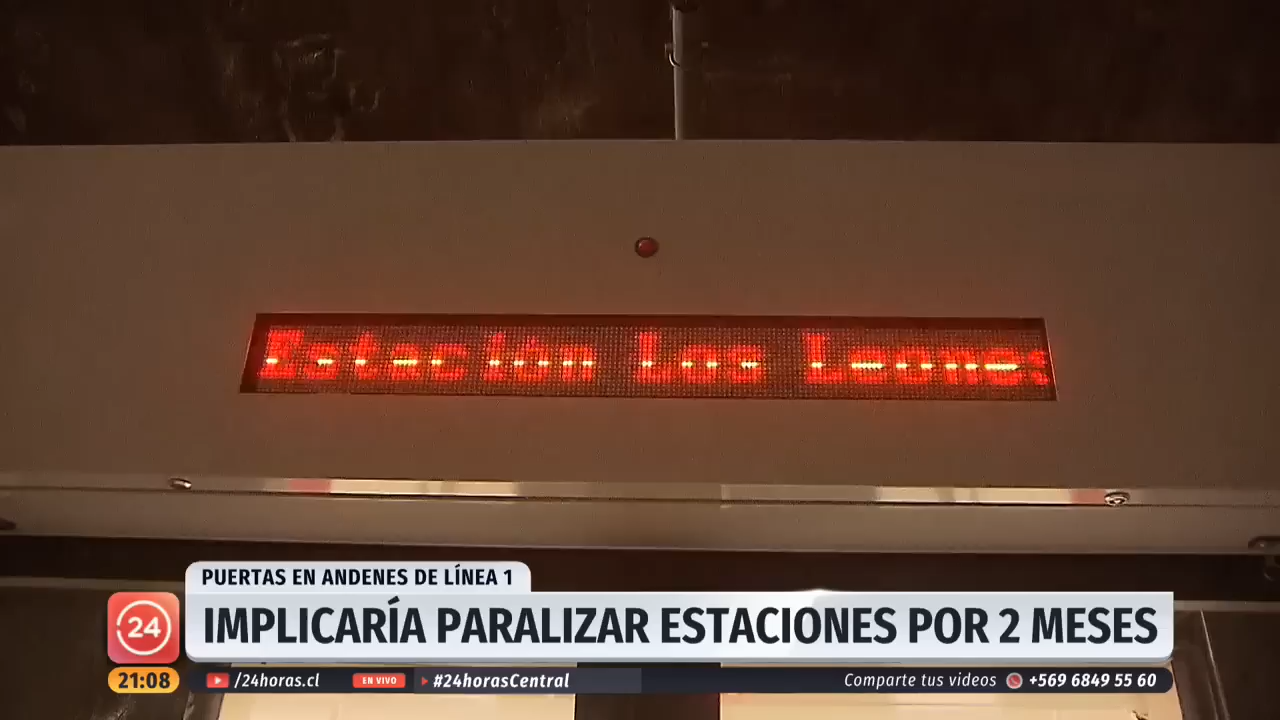 Estación Los Leones
PUERTAS EN ANDENES DE LÍNEA 1
24
IMPLICARÍA PARALIZAR ESTACIONES POR 2 MESES
21:08
/24horas.cl
EN VIVO
#24horasCentral
Comparte tus videos
+569 6849 55 60